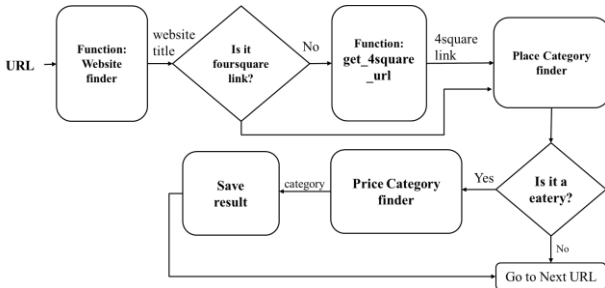 URL
Function:
Website
finder
website
title
Is it
foursquare
link?
No
Function:
get_4square
_url
4square
link
Place Category
finder
Is it a
eatery?
Yes
Price Category
finder
category
Save
result
No
Go to Next URL